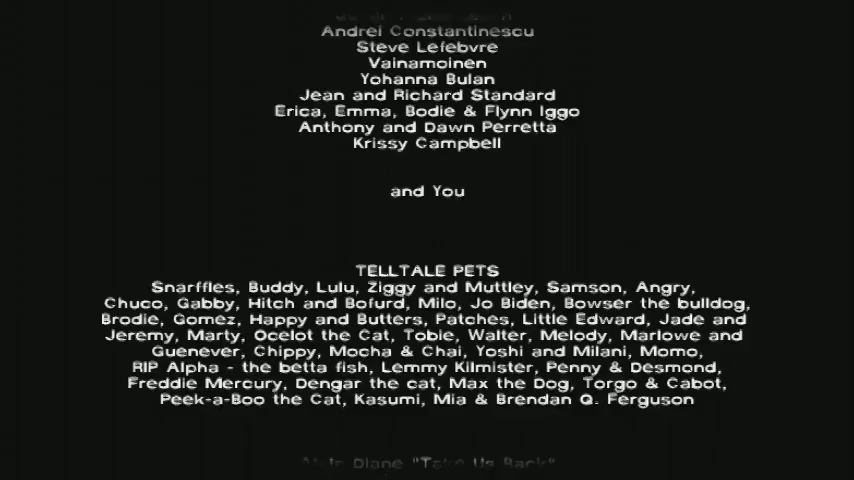 Andrei Constantinescu
Steve Lefebvre
Vainamoinen
Yohanna Bulan
Jean and Richard Standard
Erica, Emma, Bodie & Flynn Iggo
Anthony and Dawn Perretta
Krissy Campbell
and You
TELLTALE PETS
Snarffles, Buddy, Lulu, Ziggy and Muttley, Samson, Angry,
Chuco, Gabby, Hitch and Bofurd, Milo, Jo Biden, Bowser the bulldog,
Brodie, Gomez, Happy and Butters, Patches, Little Edward, Jade and
Jeremy, Marty, Ocelot the Cat, Tobie, Walter, Melody, Marlowe and
Guenever, Chippy, Mocha & Chai, Yoshi and Milani, Momo,
RIP Alpha - the betta fish, Lemmy Kilmister, Penny & Desmond,
Freddie Mercury, Dengar the cat, Max the Dog, Torgo & Cabot,
Peek-a-Boo the Cat, Kasumi, Mia & Brendan Q. Ferguson
Diane "Take Us Back"